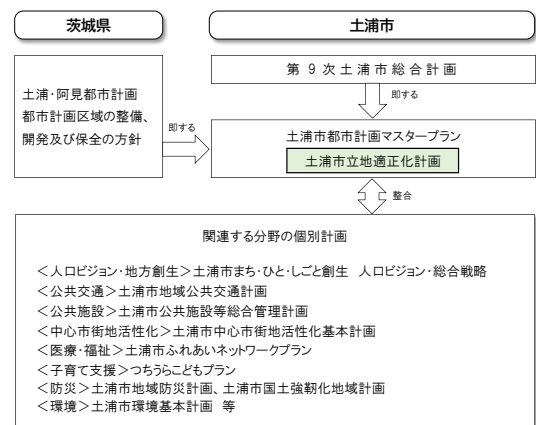 茨城県
土浦市
土浦・阿見都市計画
都市計画区域の整備、
開発及び保全の方針
即する
第9次土浦市総合計画
即する
土浦市都市計画マスタープラン
土浦市立地適正化計画
整合
関連する分野の個別計画
＜人口ビジョン・地方創生＞土浦市まち・ひと・しごと創生 人口ビジョン・総合戦略
＜公共交通＞土浦市地域公共交通計画
＜公共施設＞土浦市公共施設等総合管理計画
＜中心市街地活性化＞土浦市中心市街地活性化基本計画
＜医療・福祉＞土浦市ふれあいネットワークプラン
＜子育て支援＞つちうらこどもプラン
＜防災＞土浦市地域防災計画、土浦市国土強靭化地域計画
＜環境＞土浦市環境基本計画 等